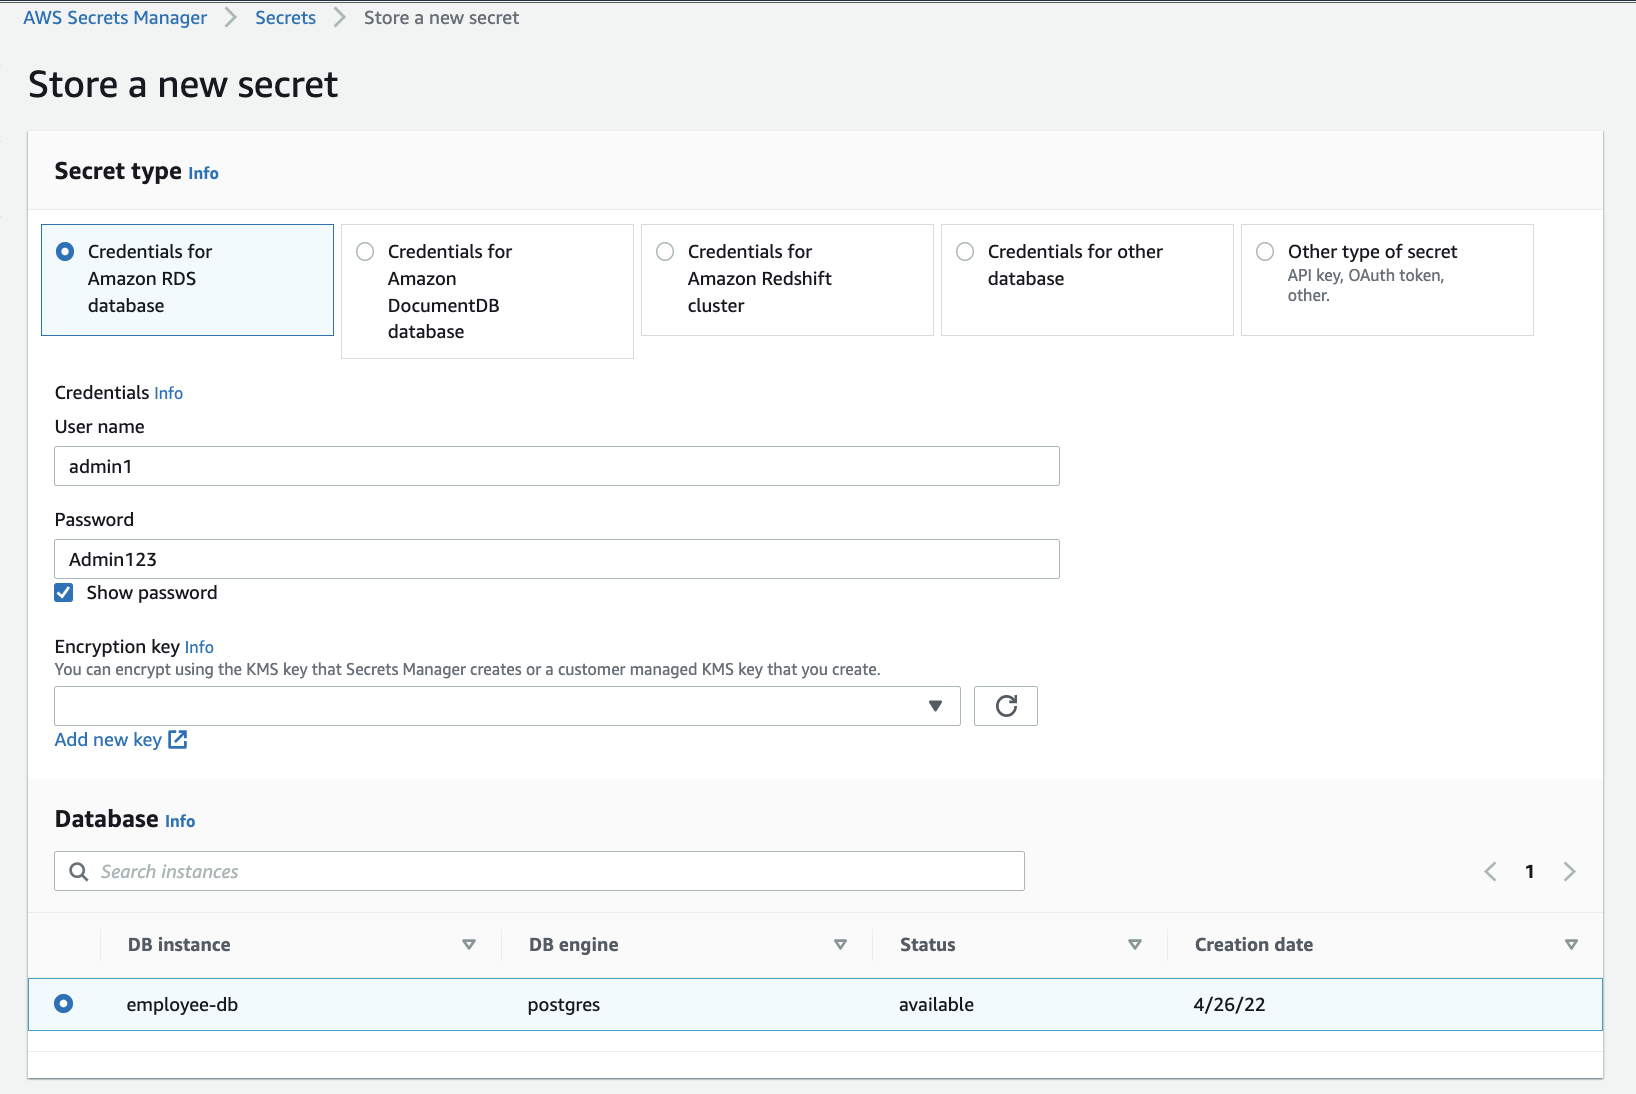 AWS Secrets Manager > Secrets > Store a new secret
Store a new secret
Secret type Info
Credentials for
Amazon RDS
database
Credentials for
Amazon
DocumentDB
database
Credentials for
Amazon Redshift
cluster
Credentials for other
database
Other type of secret
API key, OAuth token,
other.
Credentials Info
User name
admin1
Password
Admin123
Show password
Encryption key Info
You can encrypt using the KMS key that Secrets Manager creates or a customer managed KMS key that you create.
Add new key
Database Info
Search instances
1
DB instance DB engine Status Creation date
employee-db postgres available 4/26/22